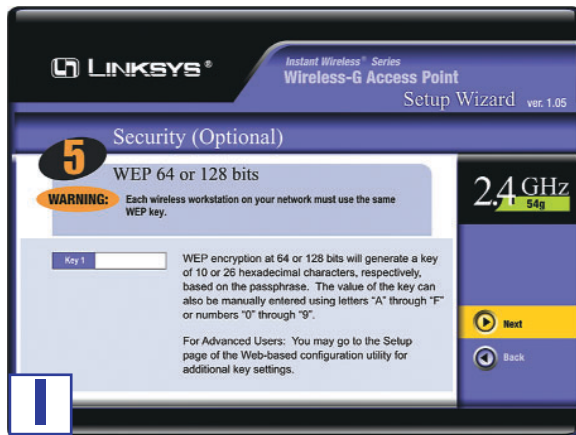 LINKSYS®
Instant Wireless® Series
Wireless-G Access Point
Setup Wizard ver. 1.05
Security (Optional)
5
WEP 64 or 128 bits
WARNING: Each wireless workstation on your network must use the same
WEP key.
2.4 GHz
54g
Key 1
WEP encryption at 64 or 128 bits will generate a key
of 10 or 26 hexadecimal characters, respectively,
based on the passphrase. The value of the key can
also be manually entered using letters “A” through “F”
or numbers “0” through “9”.
For Advanced Users: You may go to the Setup
page of the Web-based configuration utility for
additional key settings.
Next
Back
I